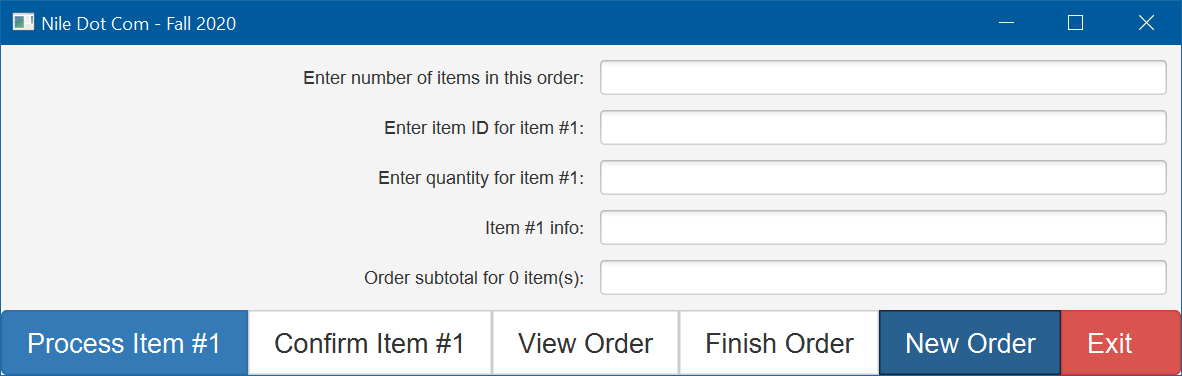 Nile Dot Com - Fall 2020
Enter number of items in this order:
Enter item ID for item #1:
Enter quantity for item #1:
Item #1 info:
Order subtotal for 0 item(s):
Process Item #1 Confirm Item #1 View Order Finish Order New Order Exit